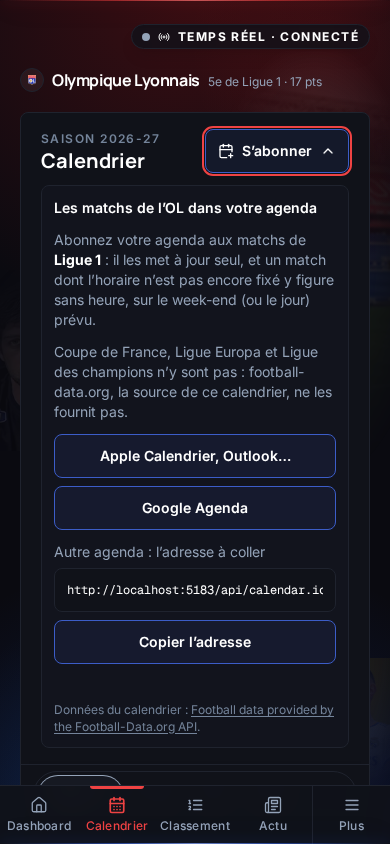 TEMPS RÉEL · CONNECTÉ
Olympique Lyonnais 5e de Ligue 1 · 17 pts
SAISON 2026-27
Calendrier
S’abonner
Les matchs de l’OL dans votre agenda
Abonnez votre agenda aux matchs de
Ligue 1 : il les met à jour seul, et un match
dont l’horaire n’est pas encore fixé y figure
sans heure, sur le week-end (ou le jour)
prévu.
Coupe de France, Ligue Europa et Ligue
des champions n’y sont pas : football-
data.org, la source de ce calendrier, ne les
fournit pas.
Apple Calendrier, Outlook…
Google Agenda
Autre agenda : l’adresse à coller
http://localhost:5183/api/calendar.ic
Copier l’adresse
Données du calendrier : Football data provided by
the Football-Data.org API.
Dashboard
Calendrier
Classement
Actu
Plus